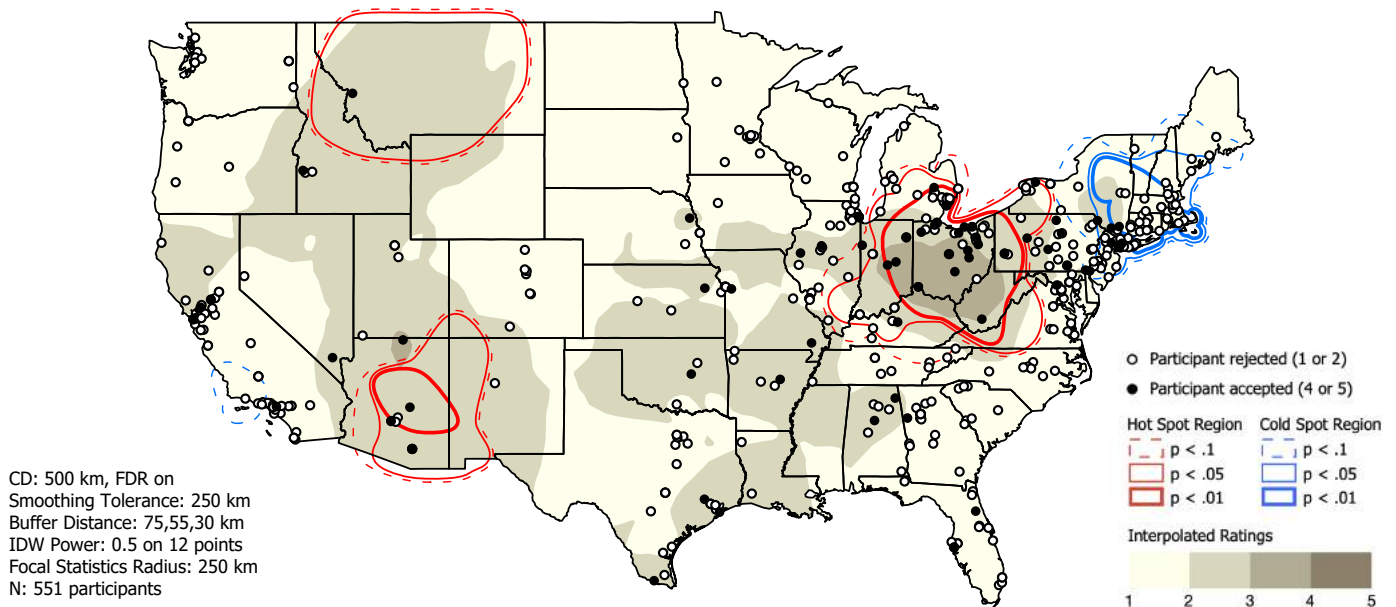 CD: 500 km, FDR on
Smoothing Tolerance: 250 km
Buffer Distance: 75,55,30 km
IDW Power: 0.5 on 12 points
Focal Statistics Radius: 250 km
N: 551 participants
Participant rejected (1 or 2)
Participant accepted (4 or 5)
Hot Spot Region
p < .1
p < .05
p < .01
Cold Spot Region
p < .1
p < .05
p < .01
Interpolated Ratings
1 2 3 4 5